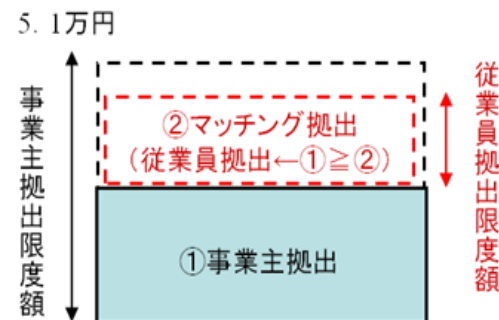 5. 1万円
事業主拠出限度額
②マッチング拠出
(従業員拠出←①≧②)
従業員拠出限度額
①事業主拠出